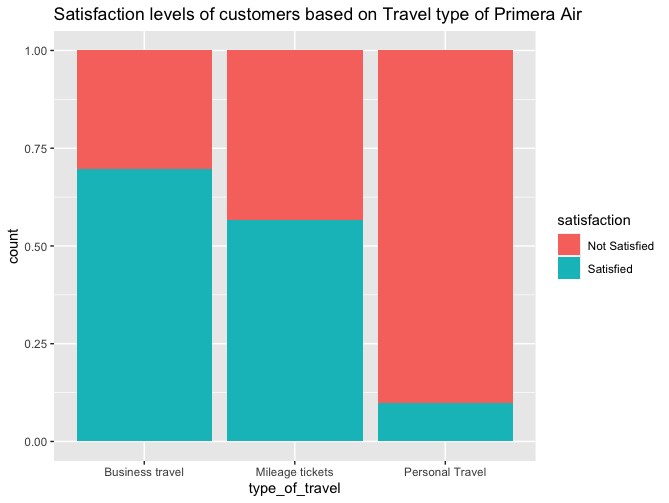 Satisfaction levels of customers based on Travel type of Primera Air
1.00
0.75
0.50
0.25
0.00
count
Business travel
Mileage tickets
Personal Travel
type_of_travel
satisfaction
Not Satisfied
Satisfied